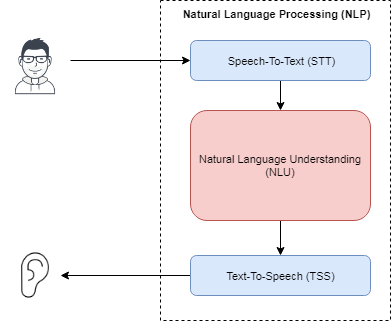 Natural Language Processing (NLP)
Speech-To-Text (STT)
Natural Language Understanding
(NLU)
Text-To-Speech (TSS)